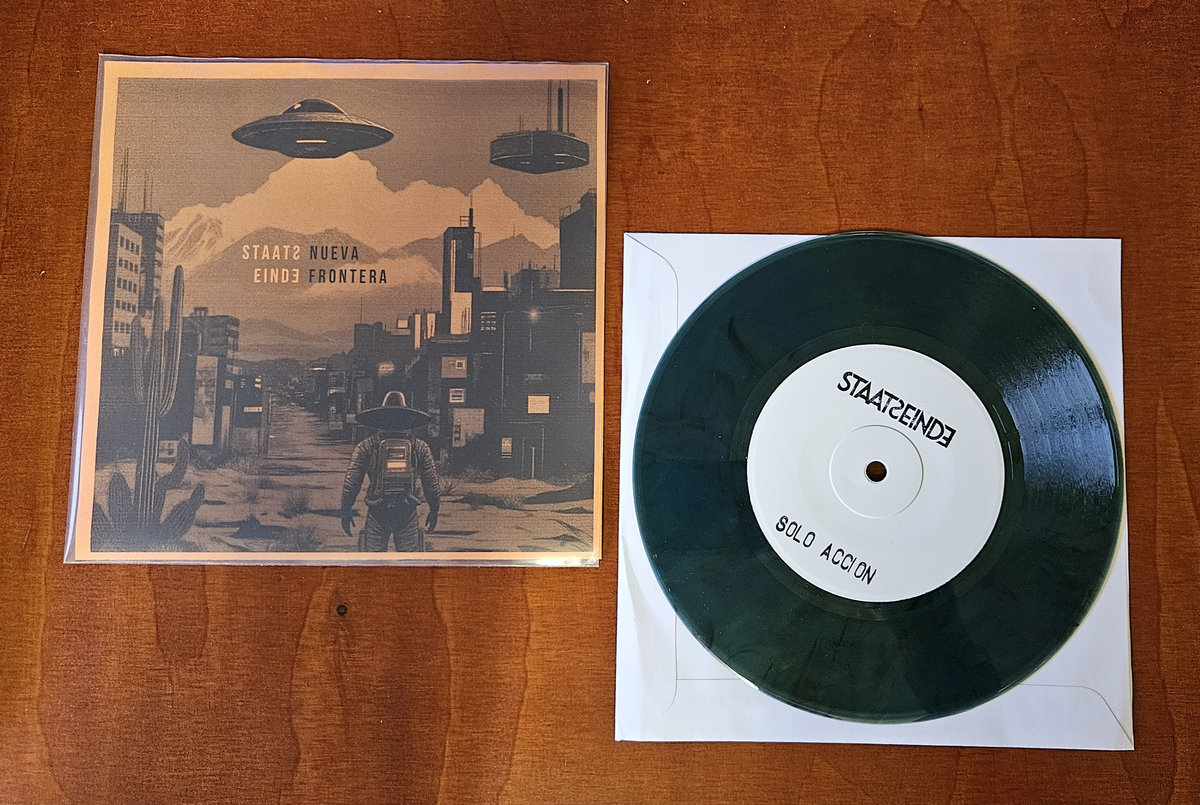 STAATS NUEVA
EINDE FRONTERA
STAATSEINDE
SOLO ACCION